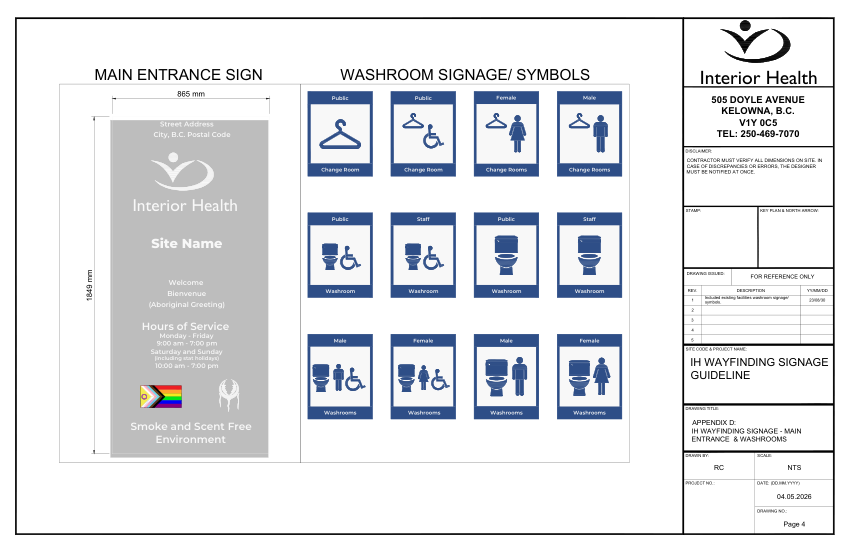 MAIN ENTRANCE SIGN
865 mm
1849 mm
Street Address
City, B.C. Postal Code
Interior Health
Site Name
Welcome
Bienvenue
(Aboriginal Greeting)
Hours of Service
Monday - Friday
9:00 am - 7:00 pm
Saturday and Sunday
(including stat holidays)
10:00 am - 7:00 pm
Smoke and Scent Free
Environment
WASHROOM SIGNAGE/ SYMBOLS
Public
Change Room
Public
Change Room
Female
Change Rooms
Male
Change Rooms
Public
Washroom
Staff
Washroom
Public
Washroom
Staff
Washroom
Male
Washrooms
Female
Washrooms
Male
Washrooms
Female
Washrooms
Interior Health
505 DOYLE AVENUE
KELOWNA, B.C.
V1Y 0C5
TEL: 250-469-7070
DISCLAIMER:
CONTRACTOR MUST VERIFY ALL DIMENSIONS ON SITE. IN
CASE OF DISCREPANCIES OR ERRORS, THE DESIGNER
MUST BE NOTIFIED AT ONCE.
STAMP:
KEY PLAN & NORTH ARROW:
DRAWING ISSUED:
FOR REFERENCE ONLY
REV. DESCRIPTION YY/MM/DD
1 Included existing facilities washroom signage/ symbols. 23/06/30
2
3
4
5
SITE CODE & PROJECT NAME:
IH WAYFINDING SIGNAGE
GUIDELINE
DRAWING TITLE:
APPENDIX D:
IH WAYFINDING SIGNAGE - MAIN
ENTRANCE & WASHROOMS
DRAWN BY:
RC
SCALE:
NTS
PROJECT NO.:
DATE: (DD.MM.YYYY)
04.05.2026
DRAWING NO.:
Page 4